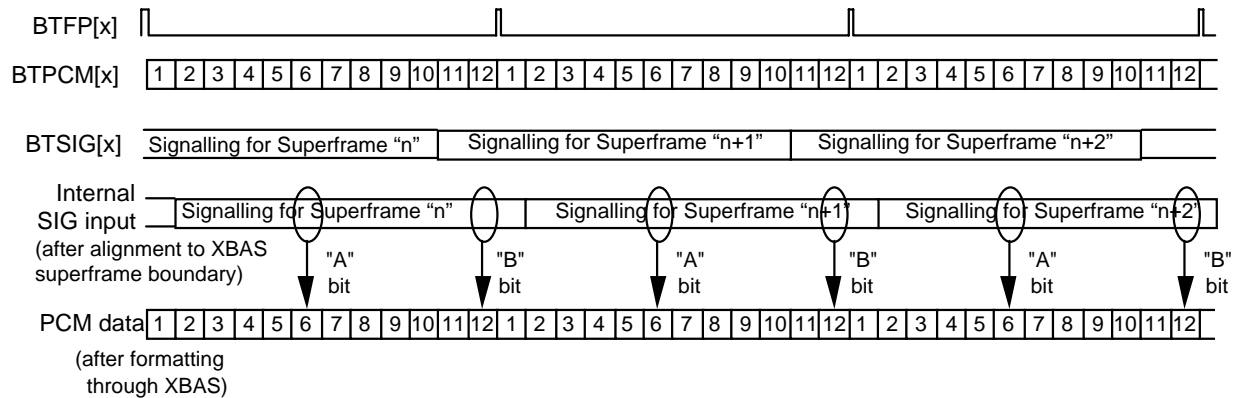 BTFP[x]
BTPCM[x] 1 2 3 4 5 6 7 8 9 10 11 12 1 2 3 4 5 6 7 8 9 10 11 12 1 2 3 4 5 6 7 8 9 10 11 12
BTSIG[x] Signalling for Superframe “n” Signalling for Superframe “n+1” Signalling for Superframe “n+2”
Internal
SIG input
(after alignment to XBAS
superframe boundary)
Signalling for Superframe “n” Signalling for Superframe “n+1” Signalling for Superframe “n+2”
"A" "B" "A" "B" "A" "B"
bit bit bit bit bit bit
PCM data 1 2 3 4 5 6 7 8 9 10 11 12 1 2 3 4 5 6 7 8 9 10 11 12 1 2 3 4 5 6 7 8 9 10 11 12
(after formatting
through XBAS)